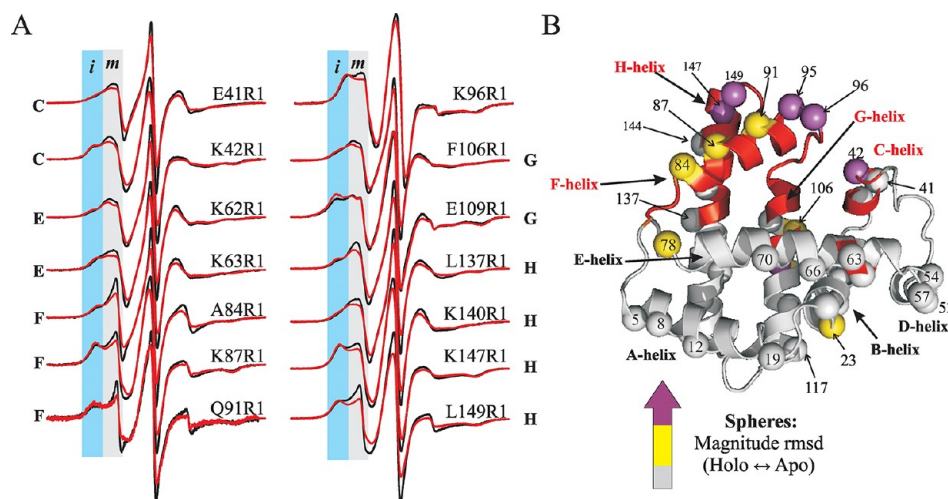 A
i m
C E41R1
C K42R1
E K62R1
E K63R1
F A84R1
F K87R1
F Q91R1
i m
K96R1
F106R1 G
E109R1 G
L137R1 H
K140R1 H
K147R1 H
L149R1 H
B
H-helix
147
149
91
95
96
87
144
G-helix
84
42
C-helix
F-helix
106
41
137
78
E-helix
70
66
63
54
57
5
8
12
19
A-helix
D-helix
B-helix
23
117
Spheres:
Magnitude rmsd
(Holo ↔ Apo)